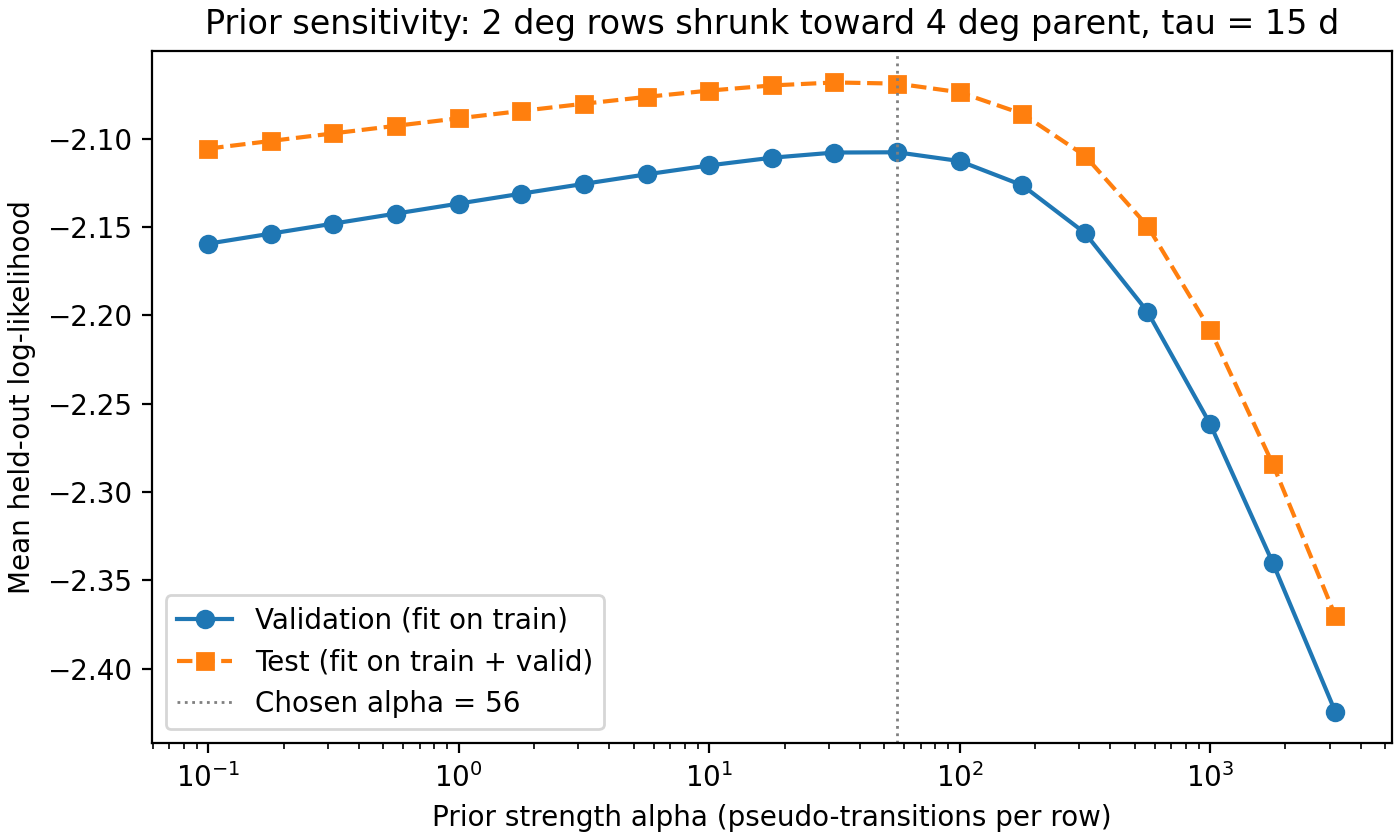 Prior sensitivity: 2 deg rows shrunk toward 4 deg parent, tau = 15 d
Mean held-out log-likelihood
−2.10
−2.15
−2.20
−2.25
−2.30
−2.35
−2.40
Validation (fit on train)
Test (fit on train + valid)
Chosen alpha = 56
10⁻¹ 10⁰ 10¹ 10² 10³
Prior strength alpha (pseudo-transitions per row)